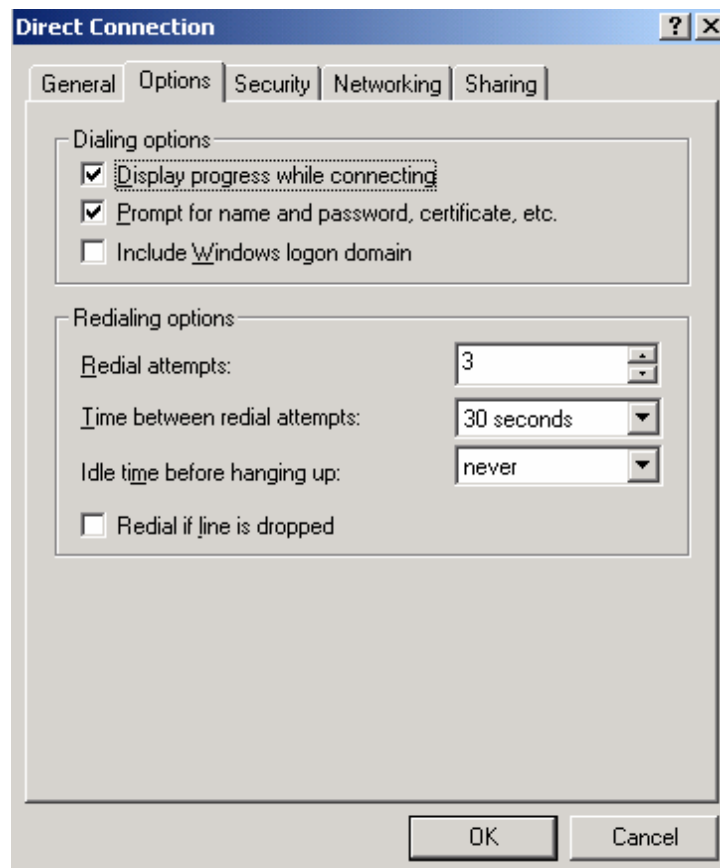 Direct Connection
General Options Security Networking Sharing
Dialing options
Display progress while connecting
Prompt for name and password, certificate, etc.
Include Windows logon domain
Redialing options
Redial attempts: 3
Time between redial attempts: 30 seconds
Idle time before hanging up: never
Redial if line is dropped
OK Cancel